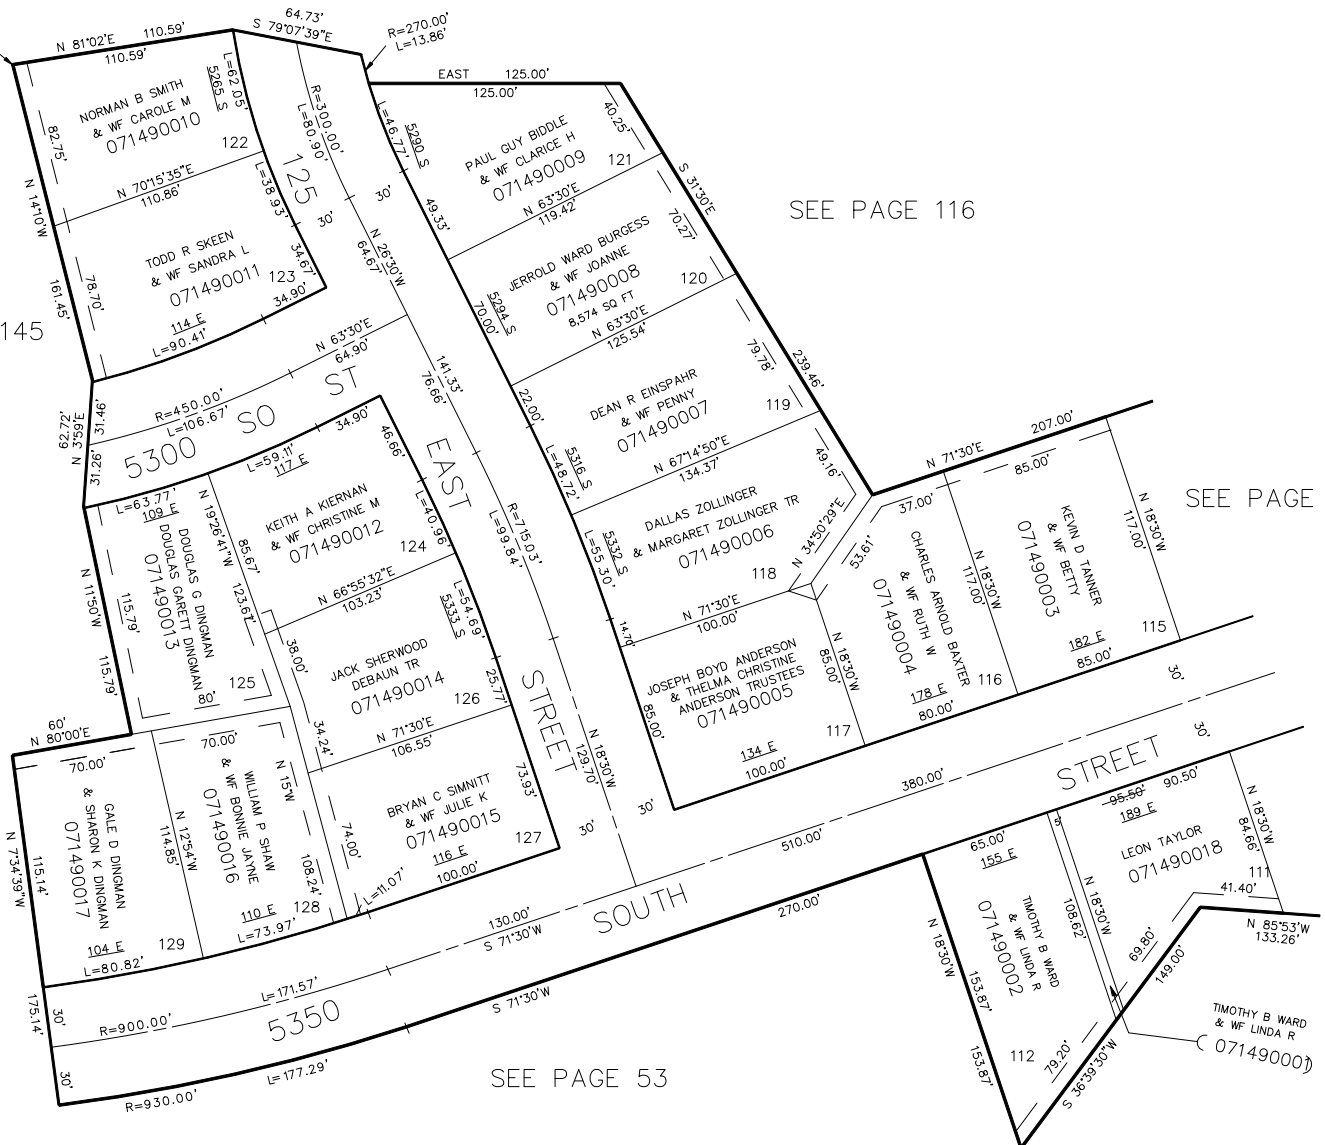 64.73'
S 79°07'39"E
R=270.00'
L=13.86'
N 81°02'E 110.59'
110.59'
L=62.05'
5265 S
NORMAN B SMITH
& WF CAROLE M
071490010
122
82.75'
N 70°15'35"E
110.86'
L=38.93'
N 14°10'W
161.45'
TODD R SKEEN
& WF SANDRA L
071490011
123
78.70'
34.67'
34.90'
114 E
L=90.41'
145
R=300.00'
L=80.90'
125
30'
30'
N 26°30'W
64.67'
EAST 125.00'
125.00'
L=46.77'
5290 S
40.25'
PAUL GUY BIDDLE
& WF CLARICE H
071490009
121
S 31°30'E
239.46'
SEE PAGE 116
49.33'
N 63°30'E
119.42'
70.27'
JERROLD WARD BURGESS
& WF JOANNE
071490008
8,574 SQ FT
120
5294 S
70.00'
N 63°30'E
125.54'
79.78'
DEAN R EINSPAHR
& WF PENNY
071490007
119
22.00'
5316 S
L=48.72'
N 67°14'50"E
134.37'
49.16'
DALLAS ZOLLINGER
& MARGARET ZOLLINGER TR
071490006
118
5332 S
L=55.30'
N 34°50'29"E
53.61'
14.70'
N 71°30'E
100.00'
JOSEPH BOYD ANDERSON
& THELMA CHRISTINE
ANDERSON TRUSTEES
071490005
117
85.00'
134 E
100.00'
N 18°30'W
85.00'
37.00'
CHARLES ARNOLD BAXTER
& WF RUTH W
071490004
116
178 E
80.00'
N 18°30'W
117.00'
N 71°30'E
207.00'
85.00'
KEVIN D TANNER
& WF BETTY
071490003
115
182 E
85.00'
N 18°30'W
117.00'
SEE PAGE
N 63°30'E
64.90'
R=450.00'
L=106.67'
5300 SO ST
31.46'
31.26'
62.72'
N 3°59'E
141.33'
76.66'
EAST
R=715.03'
L=99.84'
STREET
N 18°30'W
129.70'
30'
30'
L=63.77'
109 E
DOUGLAS G DINGMAN
DOUGLAS GARETT DINGMAN
071490013
125
N 11°50'W
115.79'
115.79'
80'
N 19°26'41"W
85.67'
123.67'
L=59.11'
117 E
34.90'
46.66'
KEITH A KIERNAN
& WF CHRISTINE M
071490012
124
L=40.96'
N 66°55'32"E
103.23'
L=54.69'
5333 S
38.00'
JACK SHERWOOD
DEBAUN TR
071490014
126
25.77'
34.24'
N 71°30'E
106.55'
73.93'
BRYAN C SIMNITT
& WF JULIE K
071490015
127
116 E
100.00'
L=11.07'
74.00'
60'
N 80°00'E
70.00'
GALE D DINGMAN
& SHARON K DINGMAN
071490017
129
104 E
L=80.82'
N 7°34'39"W
175.14'
115.14'
N 12°54'W
114.85'
70.00'
WILLIAM P SHAW
& WF BONNIE JAYNE
071490016
128
110 E
L=73.97'
N 15°W
108.24'
30'
30'
R=900.00'
L=171.57'
5350 SOUTH STREET
130.00'
S 71°30'W
510.00'
380.00'
30'
30'
R=930.00'
L=177.29'
S 71°30'W
270.00'
SEE PAGE 53
65.00'
155 E
5'
TIMOTHY B WARD
& WF LINDA R
071490002
112
N 18°30'W
153.87'
153.87'
N 18°30'W
108.62'
79.20'
S 36°39'30"W
149.00'
69.80'
95.50' 90.50'
189 E
LEON TAYLOR
071490018
111
N 18°30'W
84.66'
41.40'
N 85°53'W
133.26'
TIMOTHY B WARD
& WF LINDA R
( 071490001 )